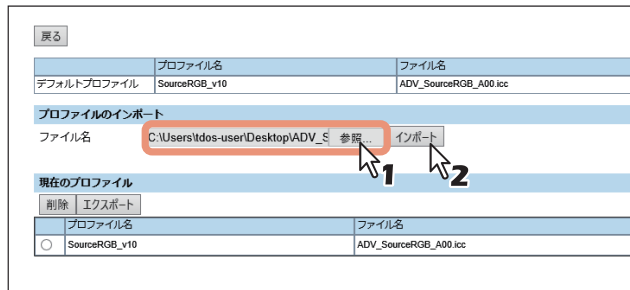 戻る
プロファイル名 ファイル名
デフォルトプロファイル SourceRGB_v10 ADV_SourceRGB_A00.icc
プロファイルのインポート
ファイル名 C:\Users\tdos-user\Desktop\ADV_S 参照... インポート
1 2
現在のプロファイル
削除 エクスポート
プロファイル名 ファイル名
SourceRGB_v10 ADV_SourceRGB_A00.icc